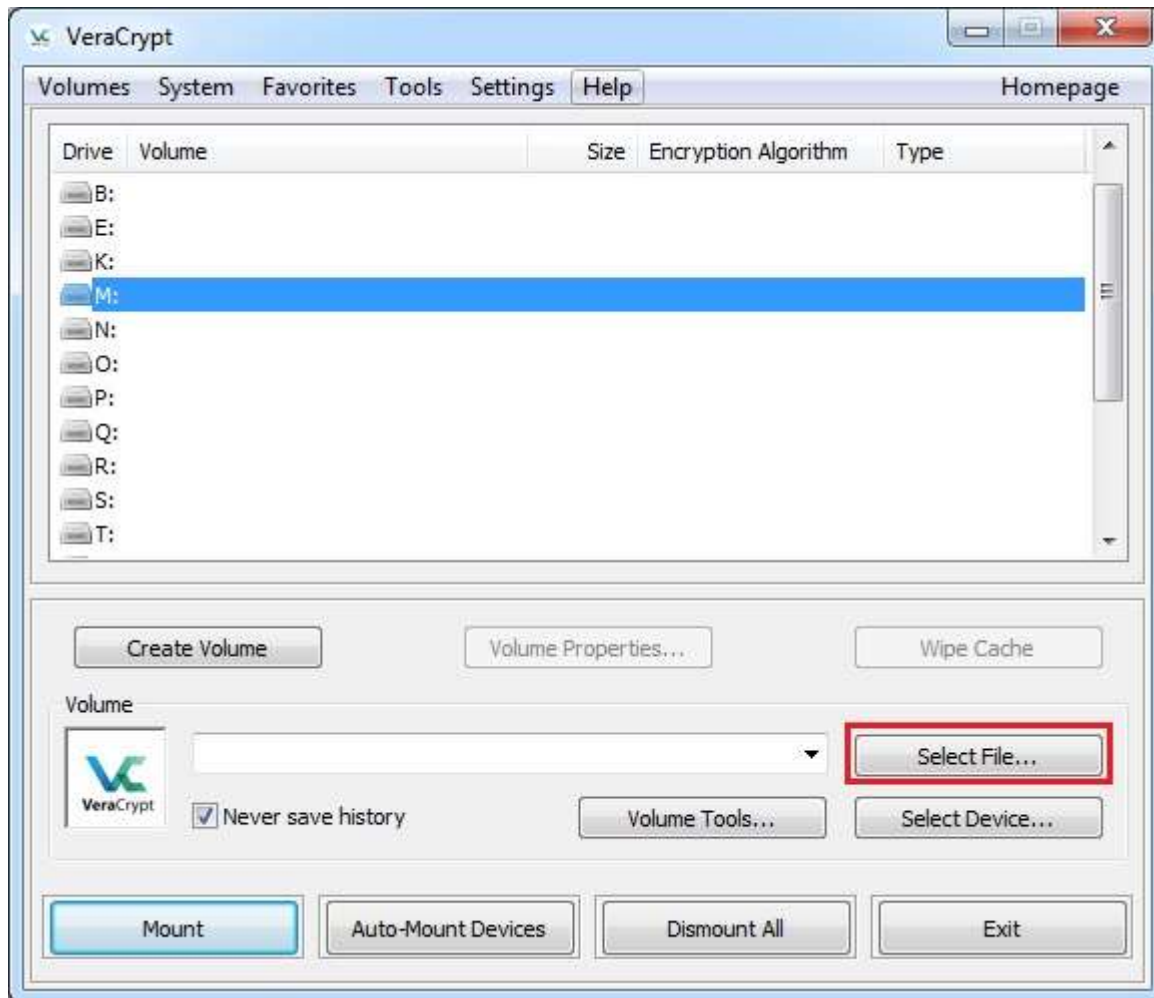 VeraCrypt
Volumes System Favorites Tools Settings Help Homepage
Drive Volume Size Encryption Algorithm Type
B:
E:
K:
M:
N:
O:
P:
Q:
R:
S:
T:
Create Volume Volume Properties... Wipe Cache
Volume
Select File...
VeraCrypt
Never save history Volume Tools... Select Device...
Mount Auto-Mount Devices Dismount All Exit